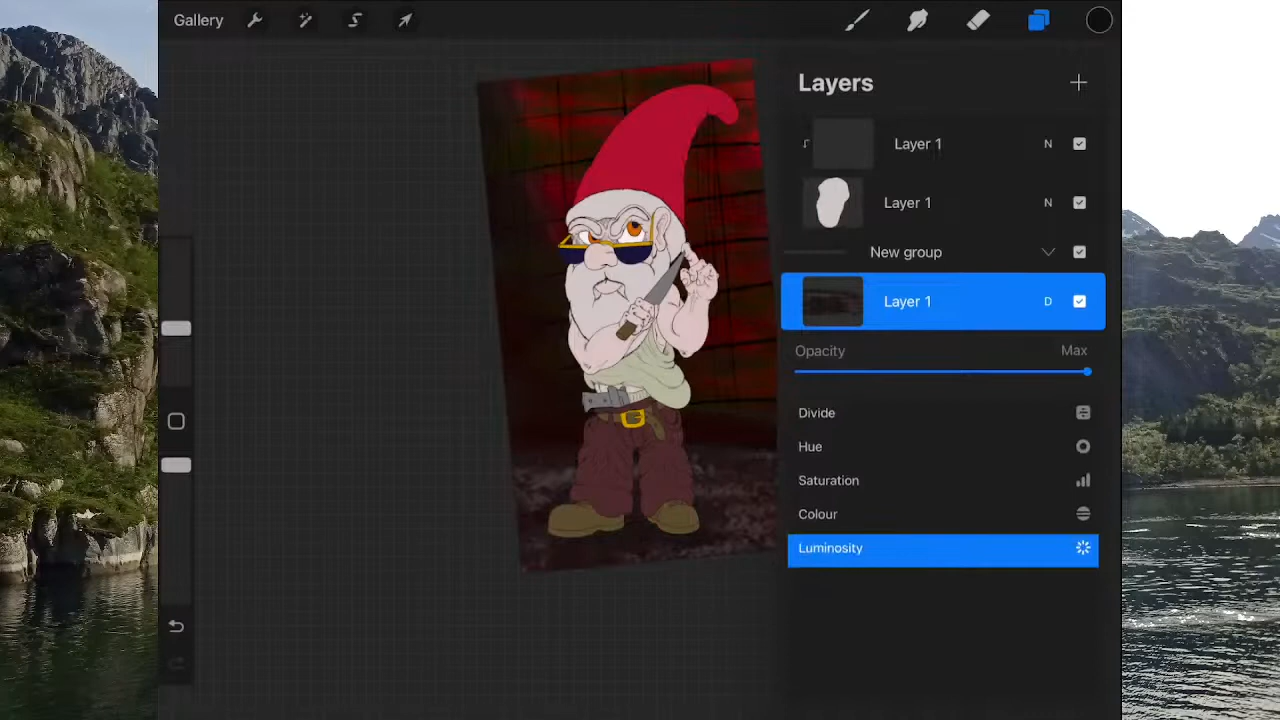 Gallery
Layers
Layer 1 N
Layer 1 N
New group
Layer 1 D
Opacity Max
Divide
Hue
Saturation
Colour
Luminosity